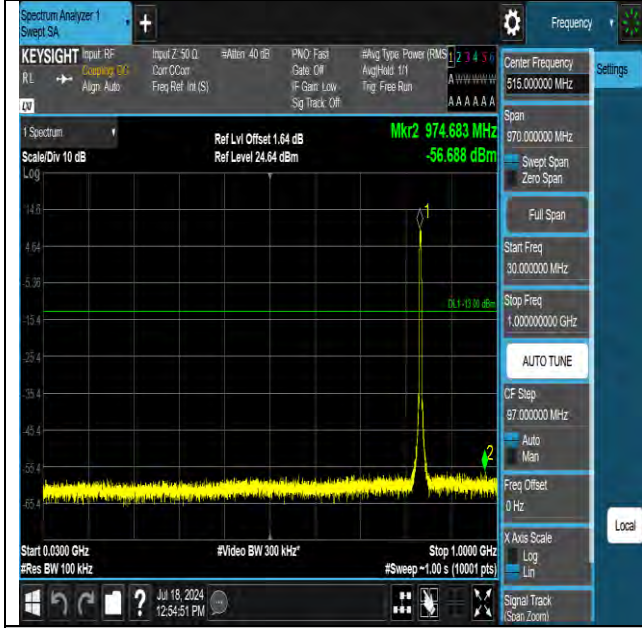 Spectrum Analyzer 1
Swept SA
+
Frequency
KEYSIGHT
Input: RF
Input Z: 50 Ω
#Atten: 40 dB
PNO: Fast
#Avg Type: Power (RMS
1 2 3 4 5 6
RL
Coupling: DC
Corr CCorr
Gate: Off
Avg|Hold: 1/1
A W W W W W
Align: Auto
Freq Ref: Int (S)
IF Gain: Low
Trig: Free Run
Sig Track: Off
A A A A A A
LXI
1 Spectrum
Ref Lvl Offset 1.64 dB
Mkr2 974.683 MHz
Scale/Div 10 dB
Ref Level 24.64 dBm
-56.688 dBm
Log
14.6
1
4.64
-5.36
DL1 -13.00 dBm
-15.4
-25.4
-35.4
-45.4
2
-55.4
-65.4
Start 0.0300 GHz
#Video BW 300 kHz*
Stop 1.0000 GHz
#Res BW 100 kHz
#Sweep ~1.00 s (10001 pts)
Jul 18, 2024
12:54:51 PM
Center Frequency
515.000000 MHz
Settings
Span
970.000000 MHz
Swept Span
Zero Span
Full Span
Start Freq
30.000000 MHz
Stop Freq
1.000000000 GHz
AUTO TUNE
CF Step
97.000000 MHz
Auto
Man
Freq Offset
0 Hz
Local
X Axis Scale
Log
Lin
Signal Track
(Span Zoom)